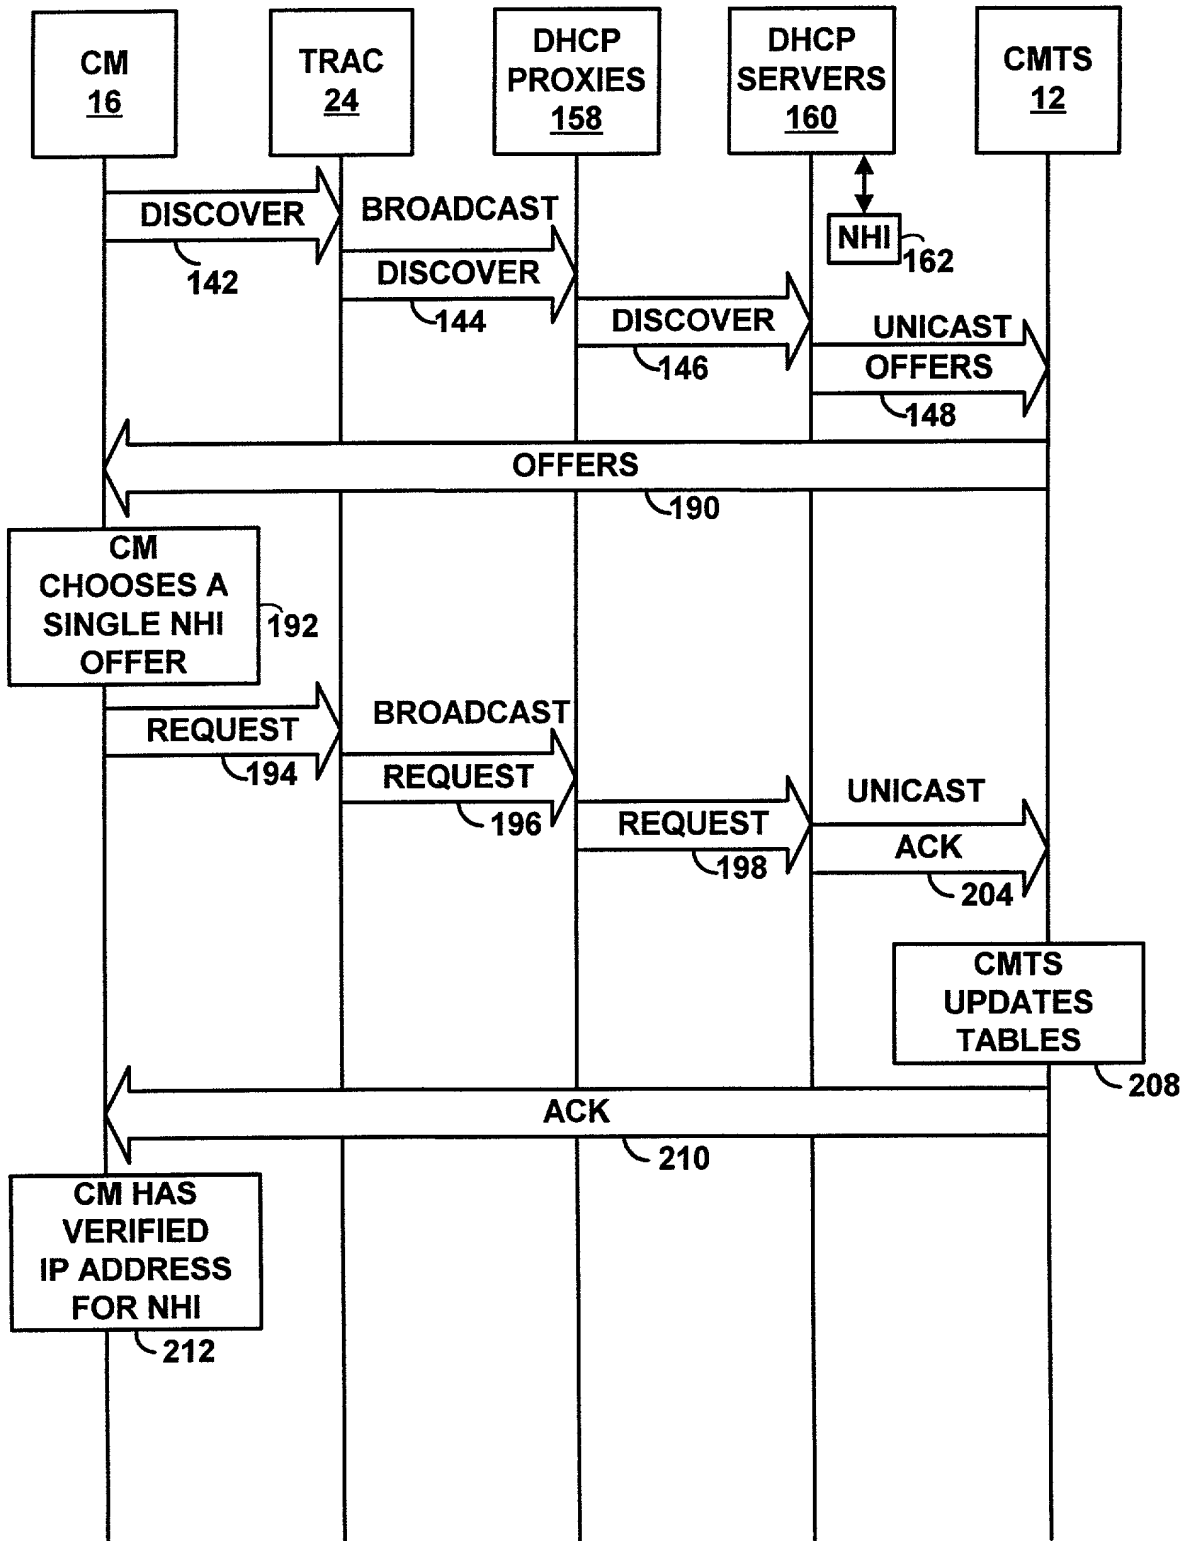 CM
16
TRAC
24
DHCP
PROXIES
158
DHCP
SERVERS
160
CMTS
12
DISCOVER
142
BROADCAST
DISCOVER
144
NHI
162
DISCOVER
146
UNICAST
OFFERS
148
OFFERS
190
CM
CHOOSES A
SINGLE NHI
OFFER
192
REQUEST
194
BROADCAST
REQUEST
196
REQUEST
198
UNICAST
ACK
204
CMTS
UPDATES
TABLES
208
ACK
210
CM HAS
VERIFIED
IP ADDRESS
FOR NHI
212